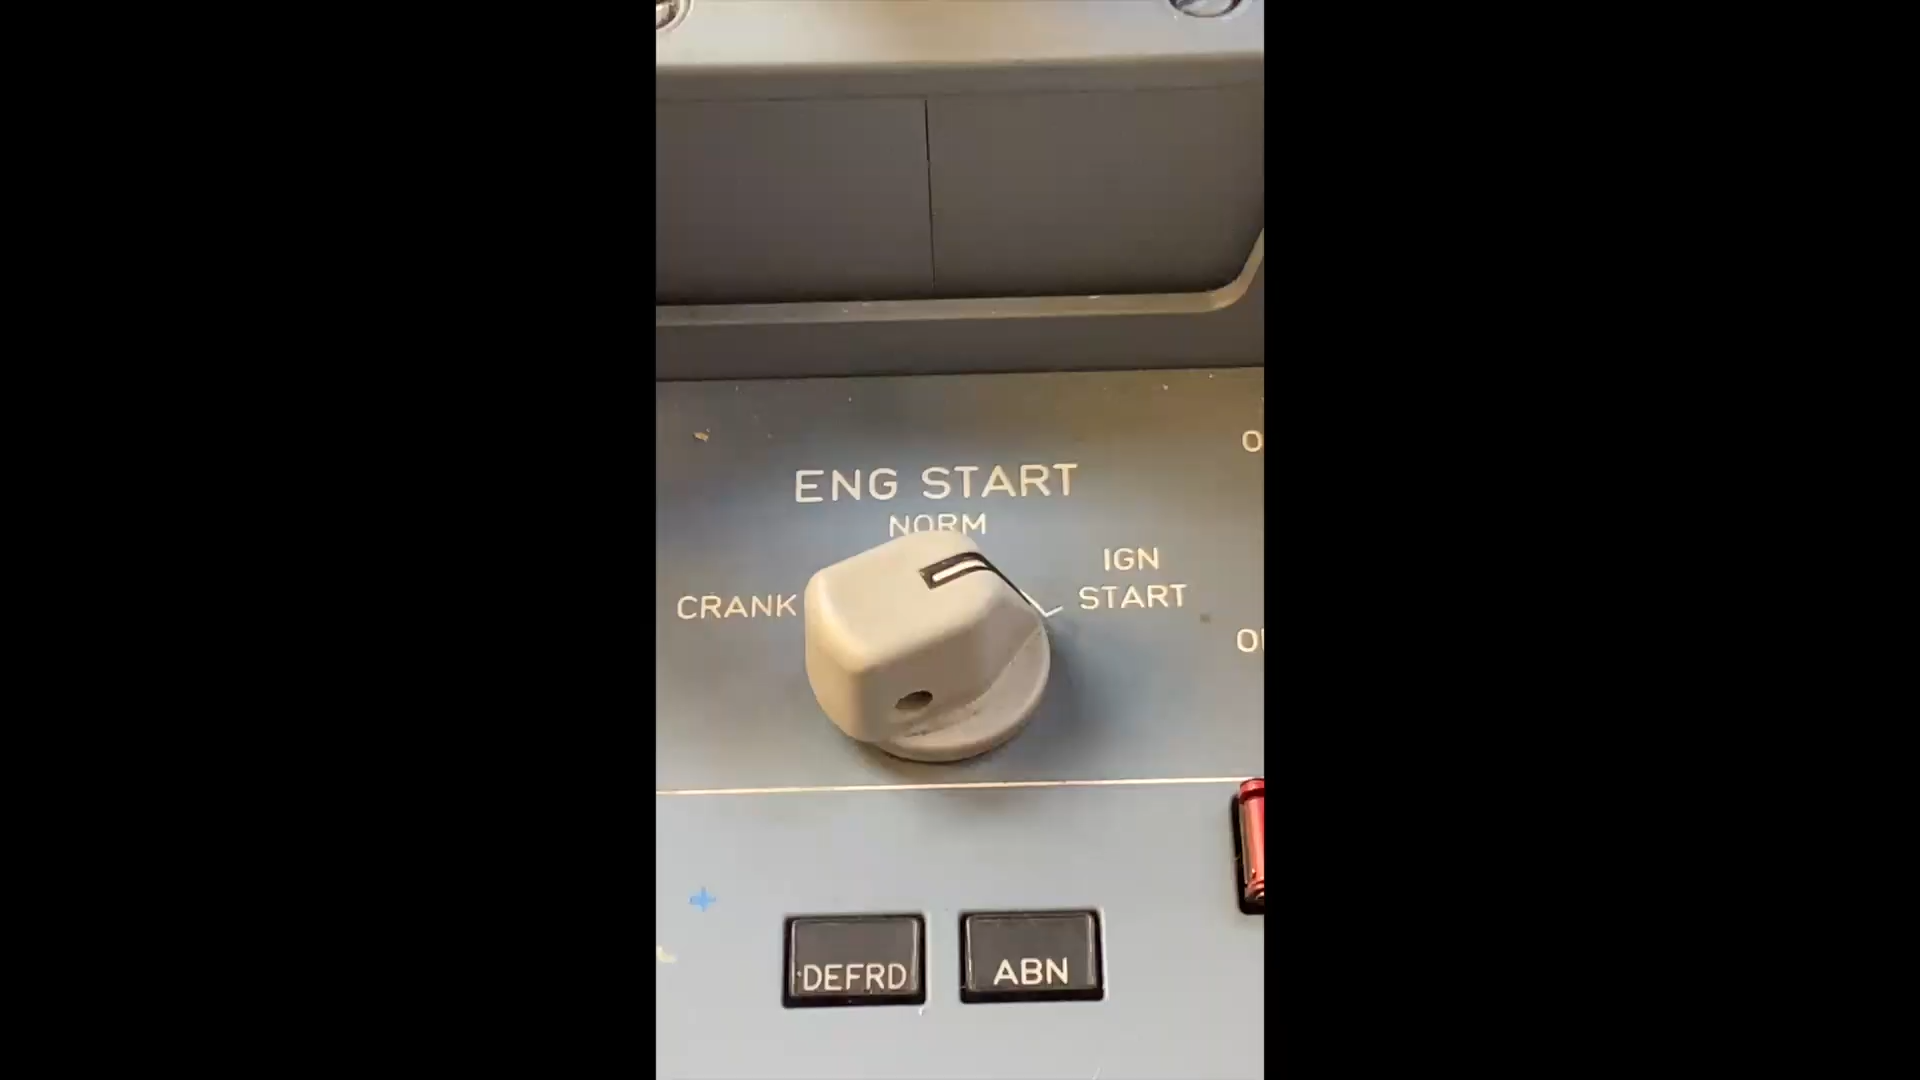 ENG START
NORM
IGN
CRANK
START
DEFRD
ABN